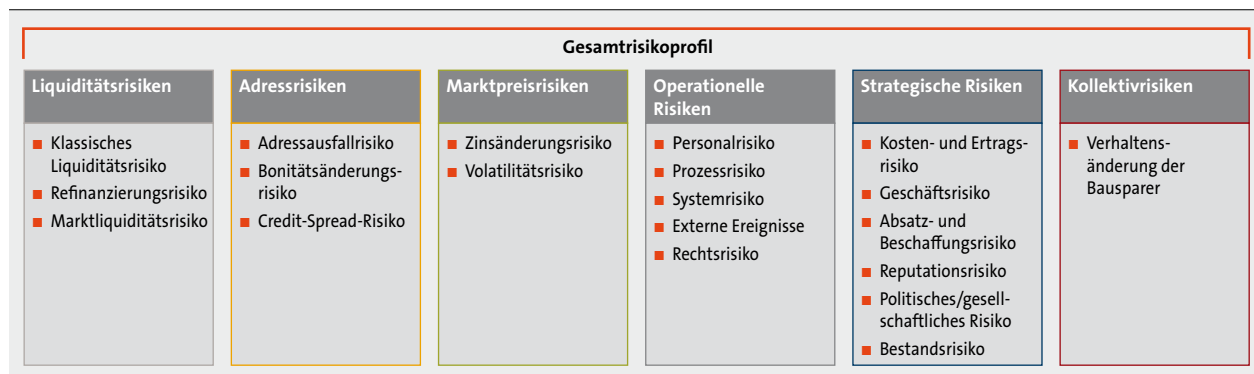 Gesamtrisikoprofil
Liquiditätsrisiken
Klassisches
Liquiditätsrisiko
Refinanzierungsrisiko
Marktliquiditätsrisiko
Adressrisiken
Adressausfallrisiko
Bonitätsänderungs-
risiko
Credit-Spread-Risiko
Marktpreisrisiken
Zinsänderungsrisiko
Volatilitätsrisiko
Operationelle
Risiken
Personalrisiko
Prozessrisiko
Systemrisiko
Externe Ereignisse
Rechtsrisiko
Strategische Risiken
Kosten- und Ertrags-
risiko
Geschäftsrisiko
Absatz- und
Beschaffungsrisiko
Reputationsrisiko
Politisches/gesell-
schaftliches Risiko
Bestandsrisiko
Kollektivrisiken
Verhaltens-
änderung der
Bausparer